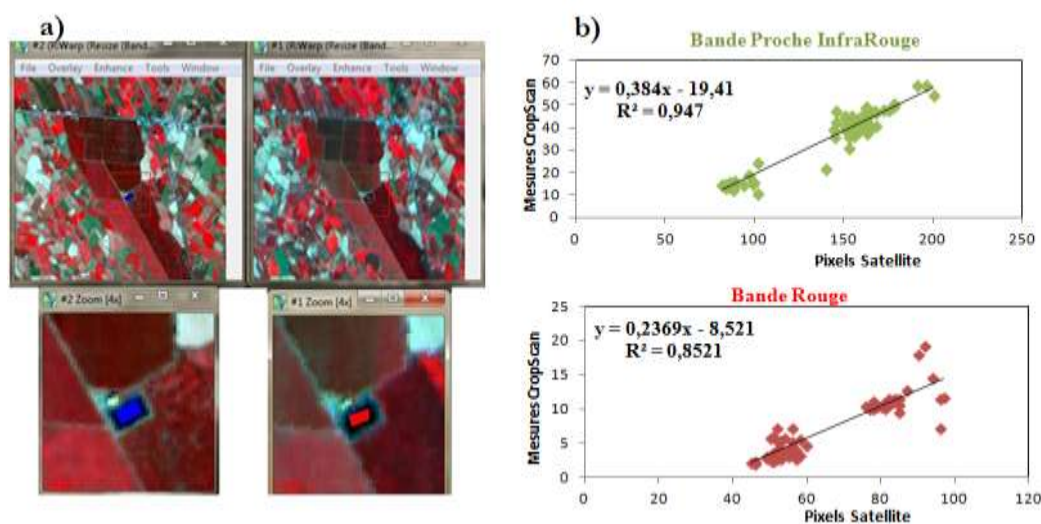 a)
#2 (R:Warp (Resize (Band...
#1 (R:Warp (Resize (Band...
File Overlay Enhance Tools Window
File Overlay Enhance Tools Window
#2 Zoom [4x]
#1 Zoom [4x]
b)
Bande Proche InfraRouge
y = 0,384x - 19,41
R² = 0,947
Mesures CropScan
70
60
50
40
30
20
10
0
0 50 100 150 200 250
Pixels Satellite
Bande Rouge
y = 0,2369x - 8,521
R² = 0,8521
Mesures CropScan
25
20
15
10
5
0
0 20 40 60 80 100 120
Pixels Satellite